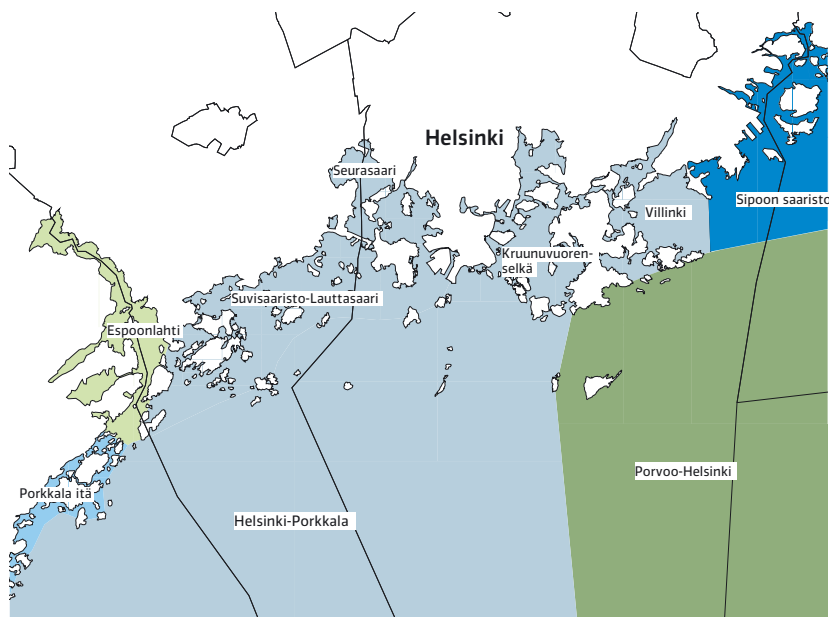 Helsinki
Seurasaari
Sipoon saaristo
Villinki
Kruunuvuoren-
selkä
Suvisaaristo-Lauttasaari
Espoonlahti
Porvoo-Helsinki
Porkkala itä
Helsinki-Porkkala